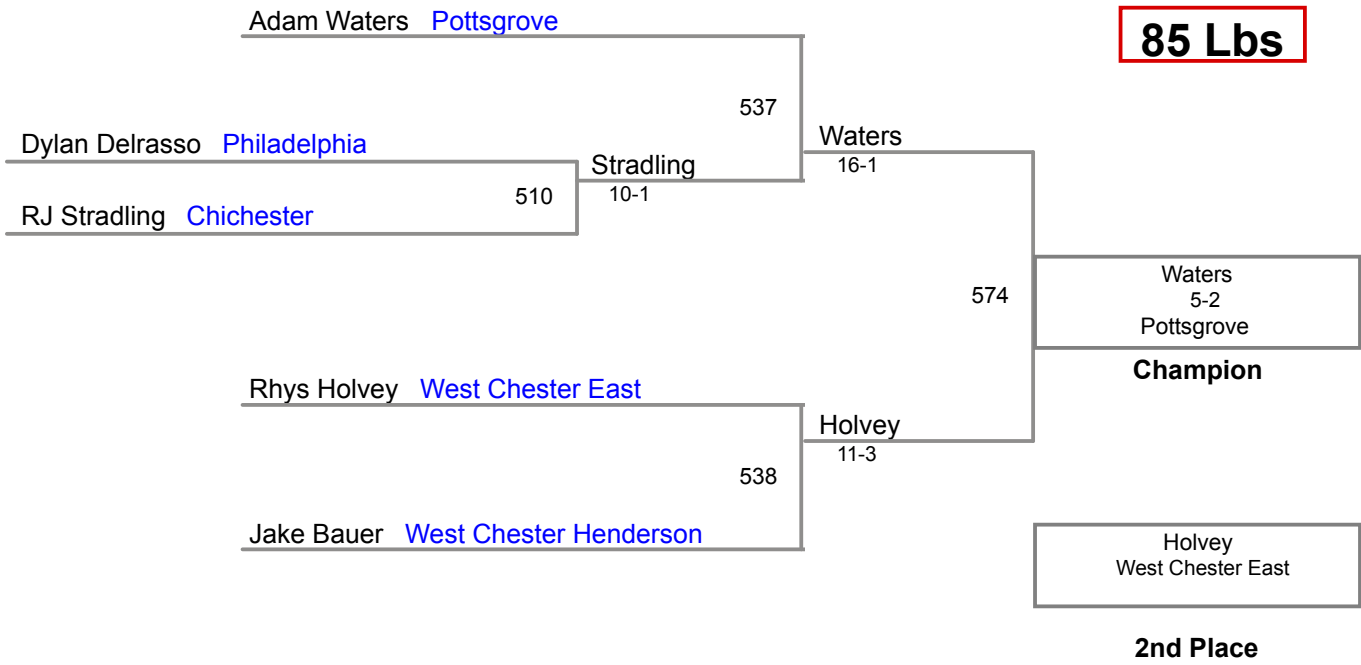 Adam Waters Pottsgrove
85 Lbs
537
Dylan Delrasso Philadelphia
Waters
16-1
Stradling
10-1
510
RJ Stradling Chichester
574
Waters
5-2
Pottsgrove
Champion
Rhys Holvey West Chester East
Holvey
11-3
538
Jake Bauer West Chester Henderson
Holvey
West Chester East
2nd Place